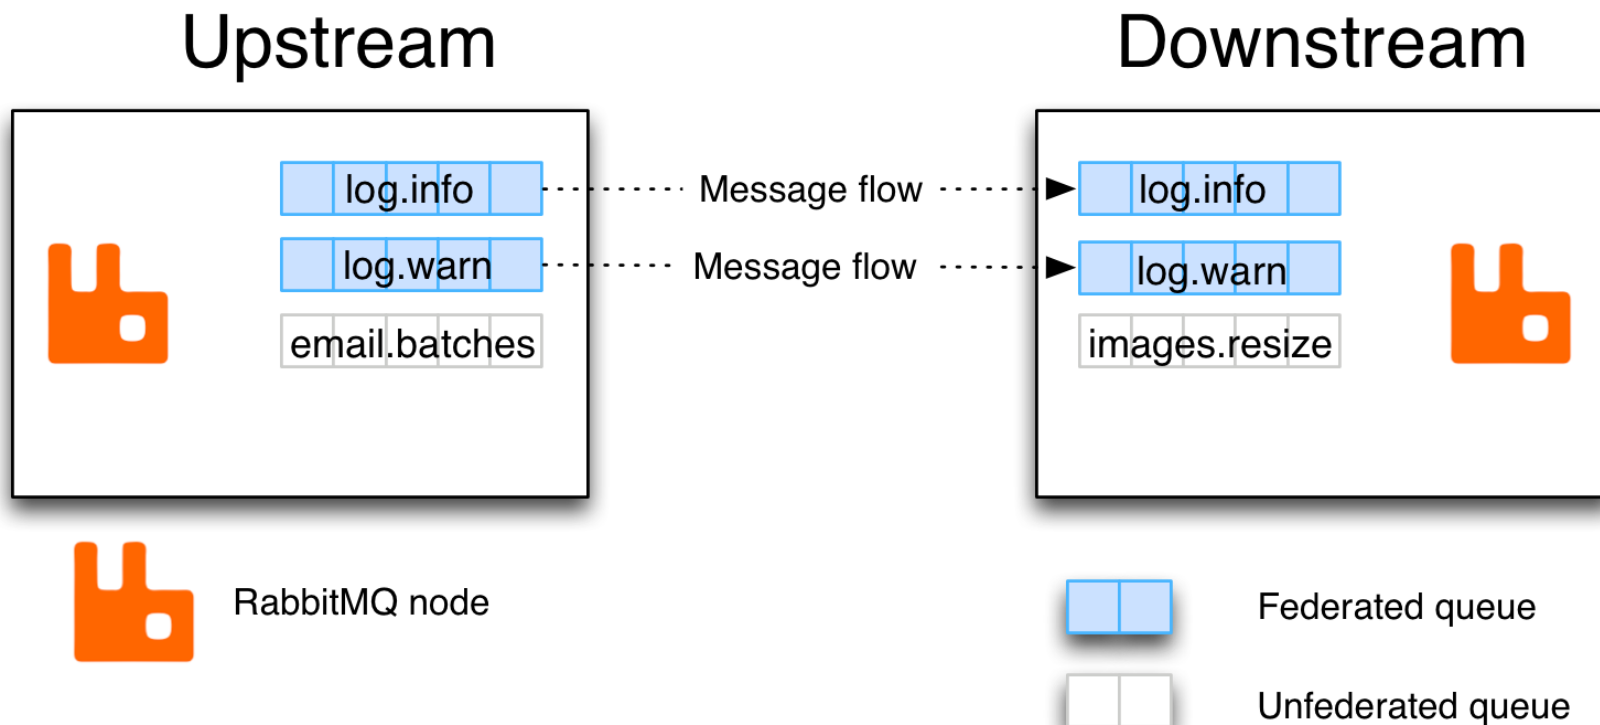 Upstream
Downstream
log.info
Message flow
log.info
log.warn
Message flow
log.warn
email.batches
images.resize
RabbitMQ node
Federated queue
Unfederated queue